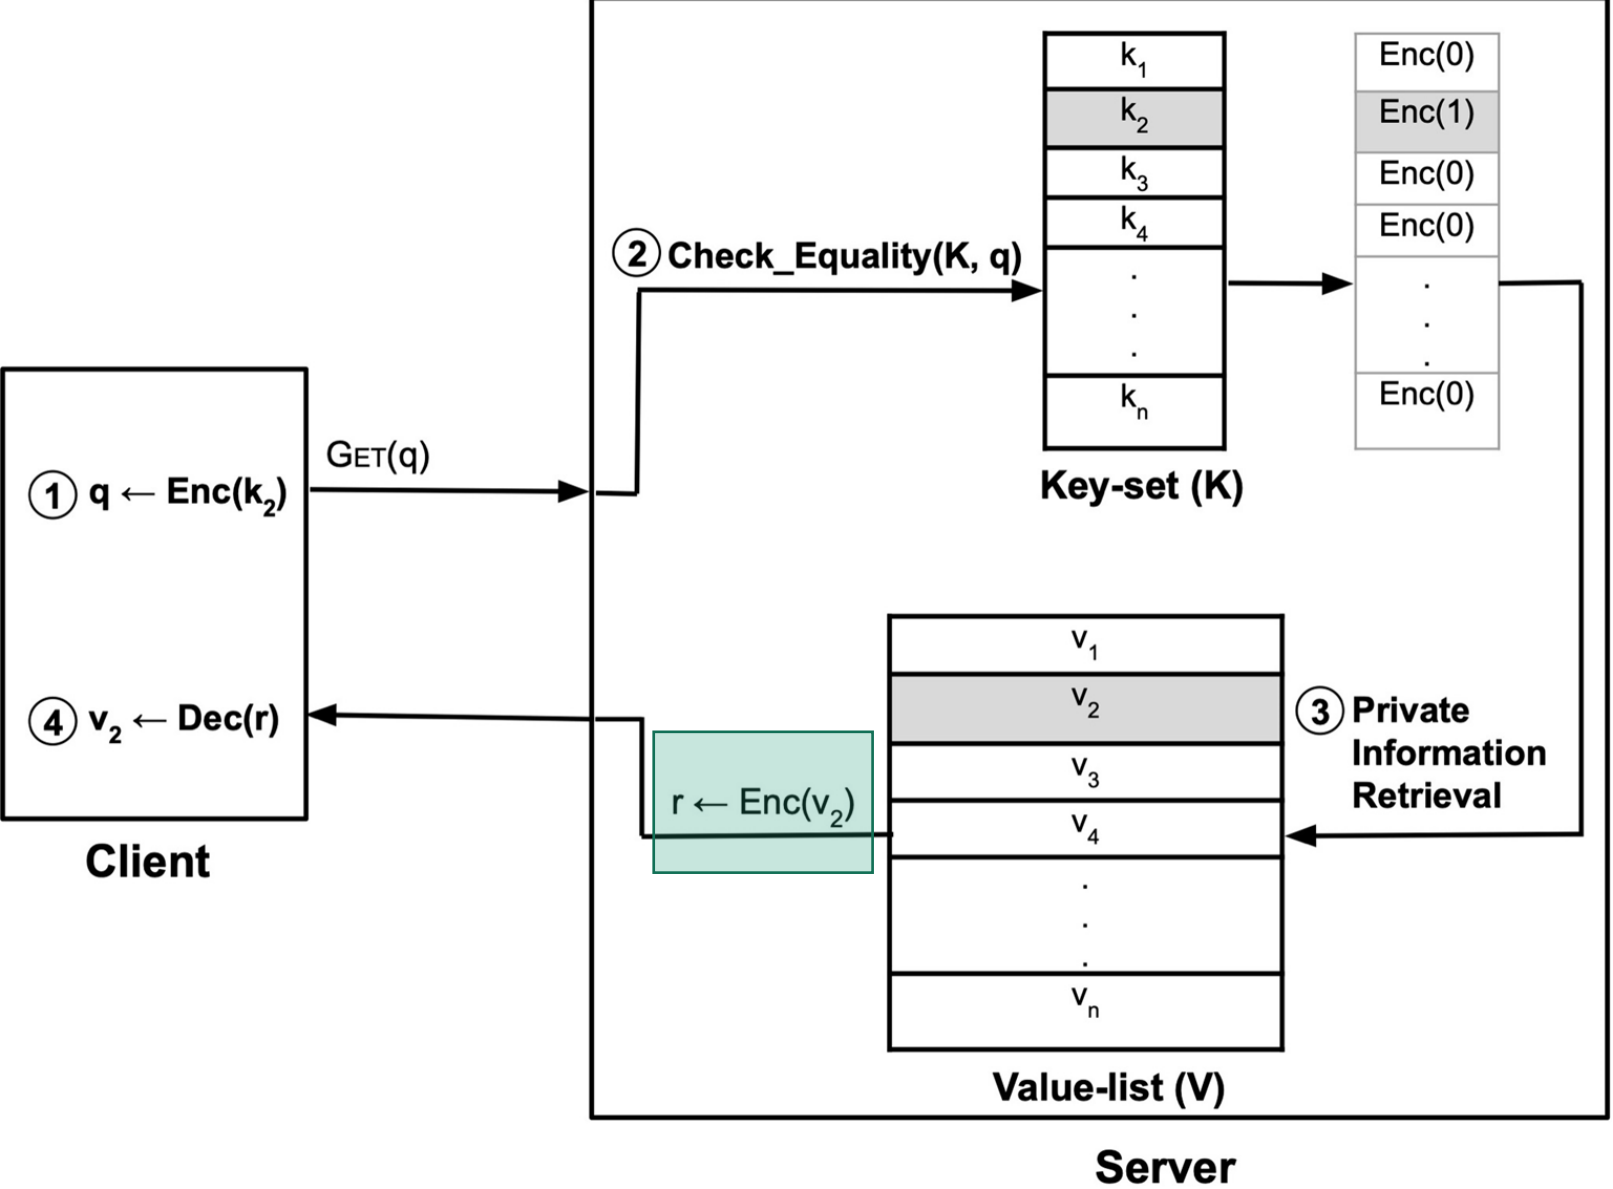 k1
k2
k3
k4
.
.
.
kn
Key-set (K)
Enc(0)
Enc(1)
Enc(0)
Enc(0)
.
.
.
Enc(0)
② Check_Equality(K, q)
GET(q)
① q ← Enc(k2)
④ v2 ← Dec(r)
Client
r ← Enc(v2)
v1
v2
v3
v4
.
.
.
vn
Value-list (V)
③ Private
Information
Retrieval
Server